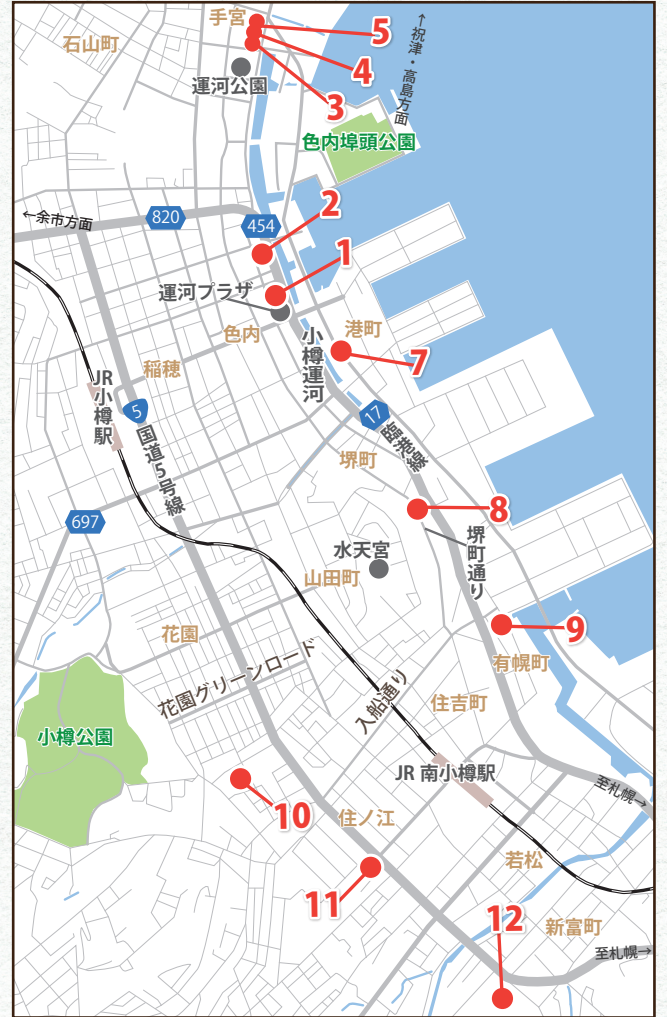 手宮
5
石山町
4
運河公園
3
↑祝津・高島方面
色内埠頭公園
2
←余市方面
820
454
1
運河プラザ
港町
色内
小樽運河
7
稲穂
JR小樽駅
5
17
国道5号線
臨港線
堺町
697
8
水天宮
堺町通り
山田町
花園
9
有幌町
花園グリーンロード
入船通り
住吉町
小樽公園
JR 南小樽駅
至札幌→
10
住ノ江
若松
11
12
新富町
至札幌→